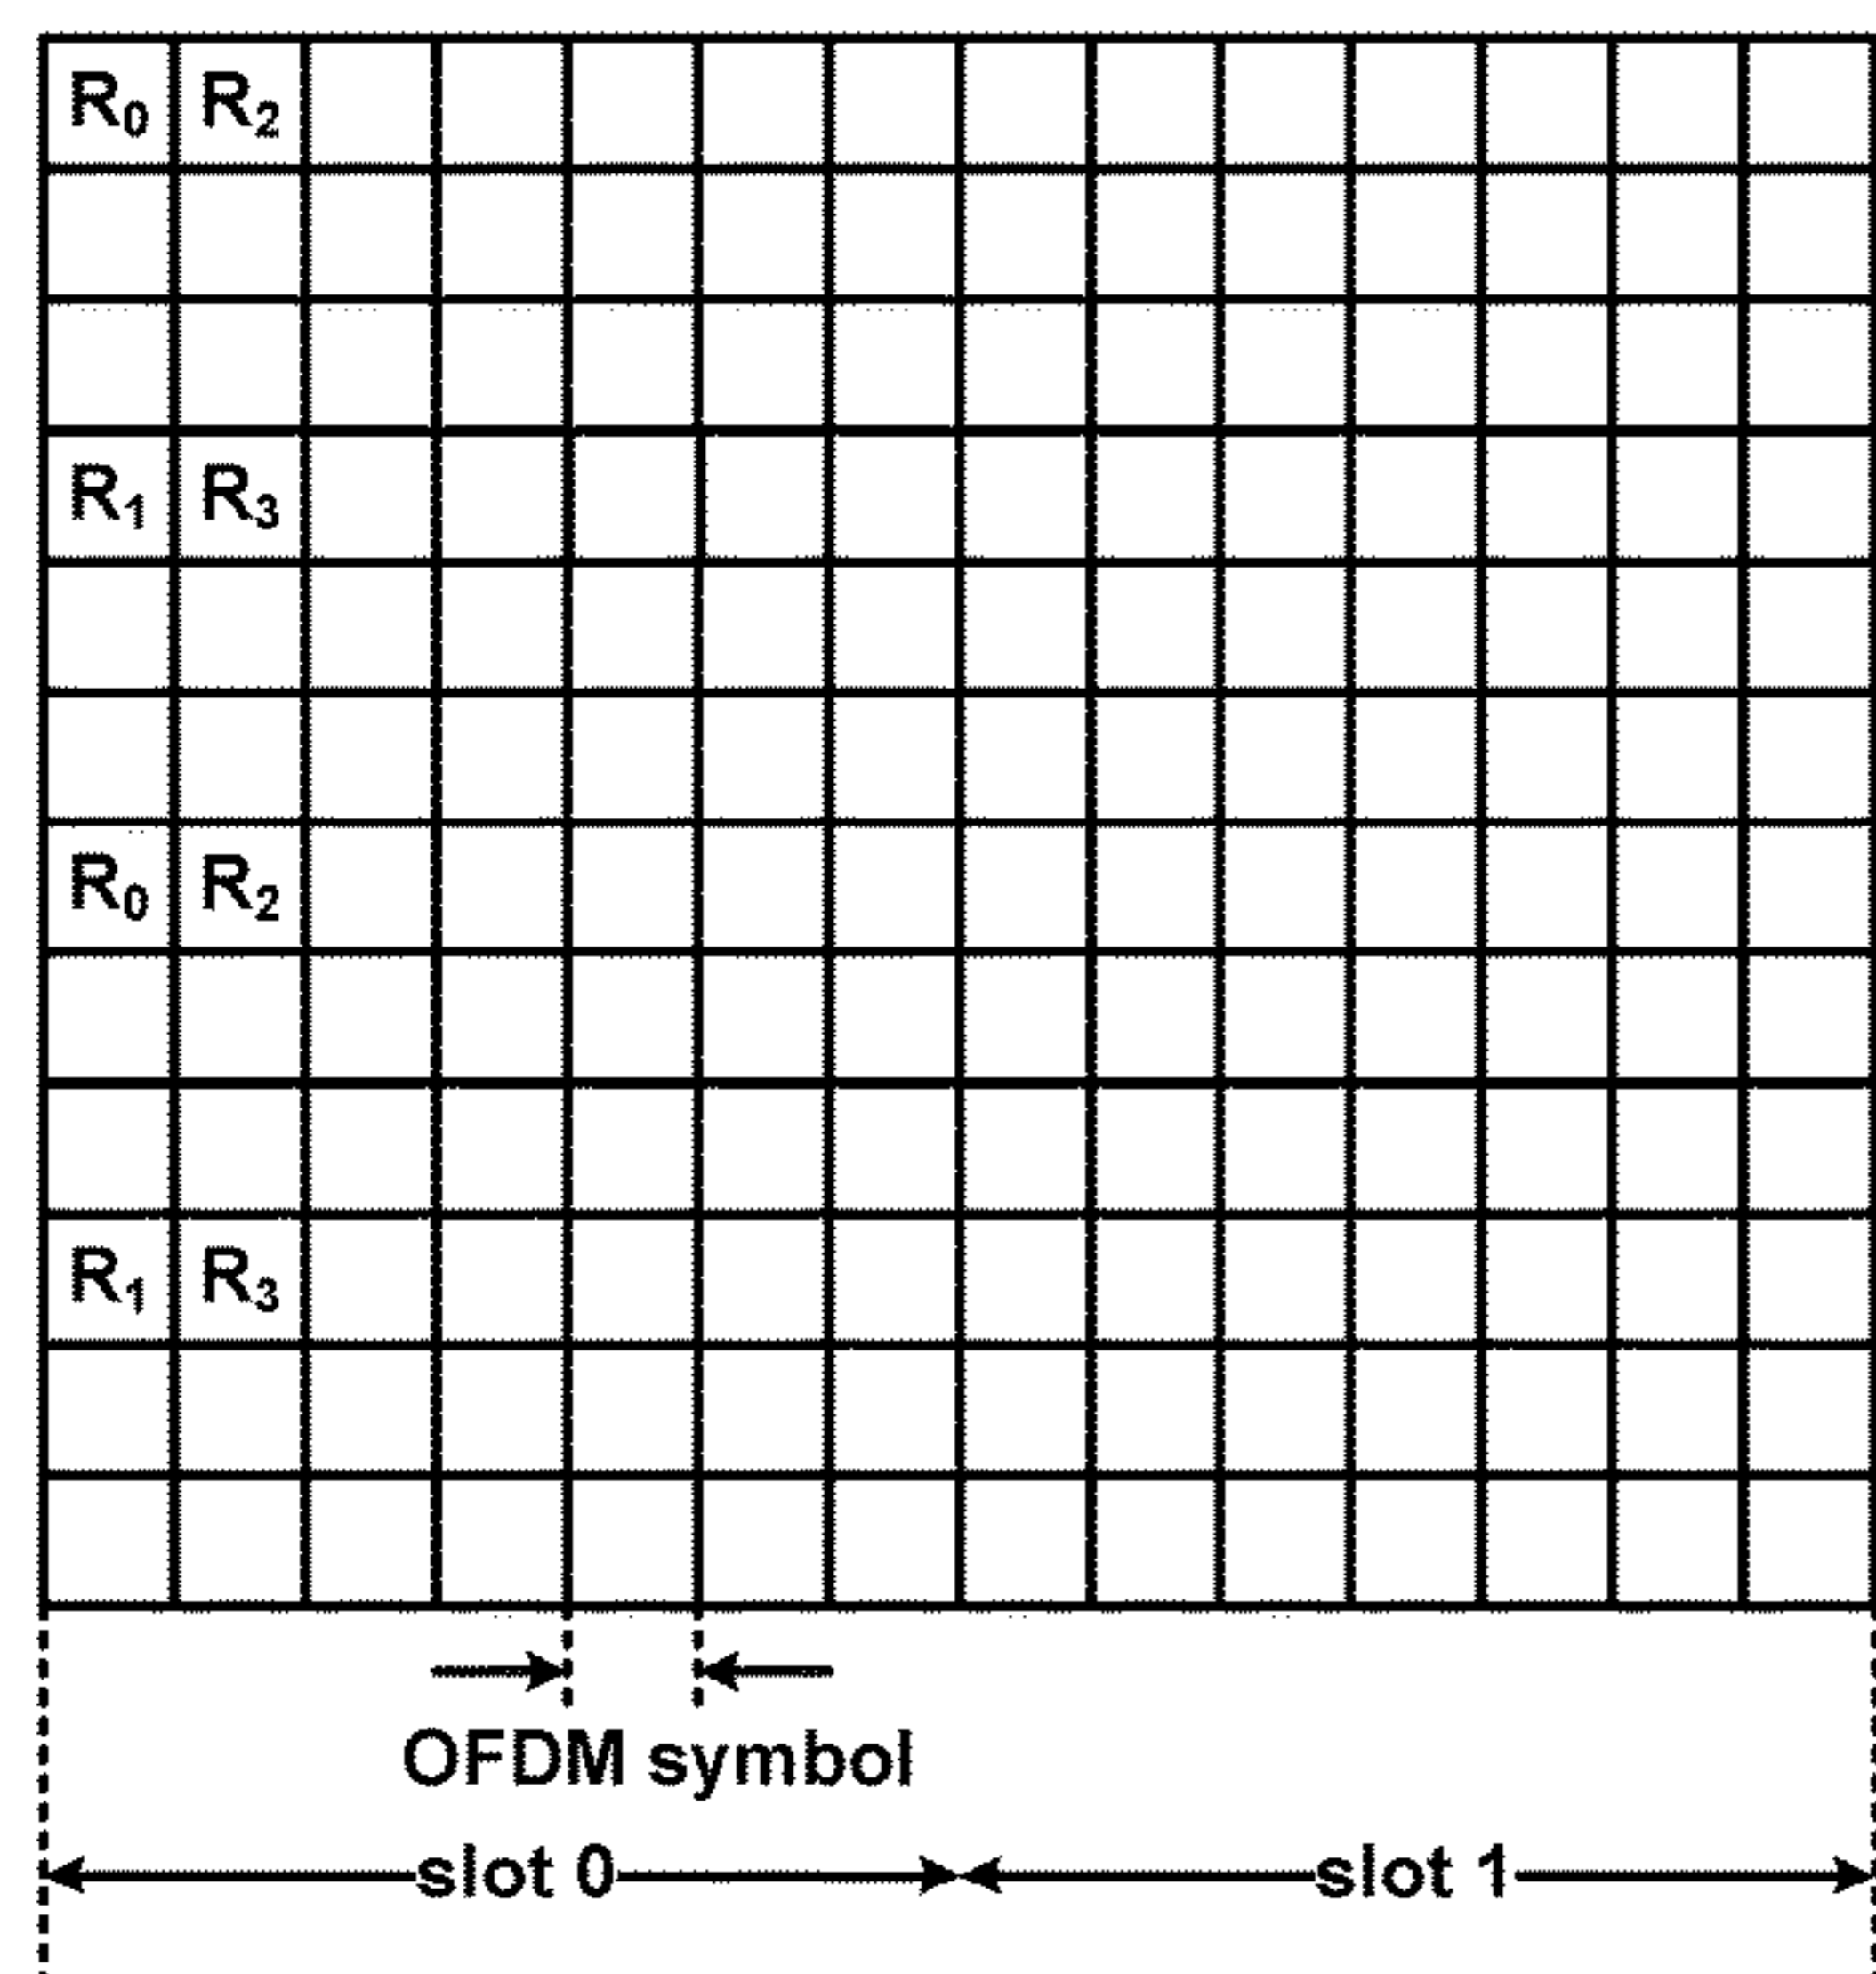 R₀ R₂
R₁ R₃
R₀ R₂
R₁ R₃
OFDM symbol
slot 0 slot 1